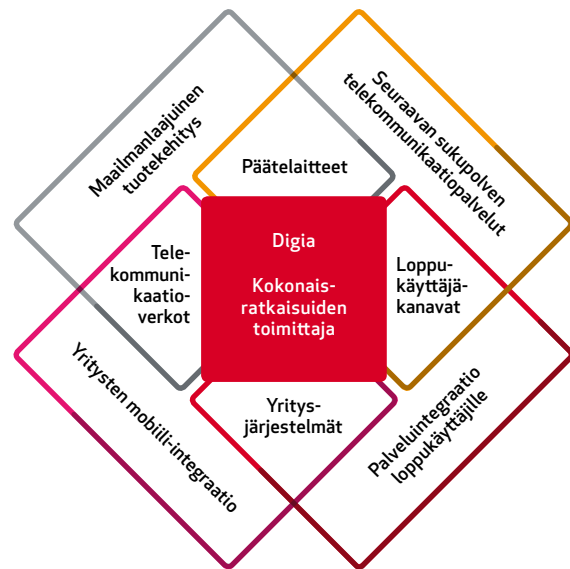 Maailmanlaajuinen
tuotekehitys
Seuraavan sukupolven
telekommunikaatiopalvelut
Päätelaitteet
Tele-
kommuni-
kaatio-
verkot
Digia
Kokonais-
ratkaisuiden
toimittaja
Loppu-
käyttäjä-
kanavat
Yritys-
järjestelmät
Yritysten mobiili-integraatio
Palveluintegraatio
loppukäyttäjille